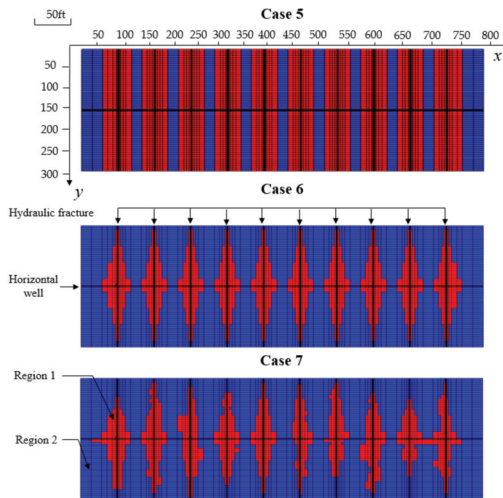 Case 5
50ft
50 100 150 200 250 300 350 400 450 500 550 600 650 700 750 800
x
50
100
150
200
250
300
y
Case 6
Hydraulic fracture
Horizontal
well
Case 7
Region 1
Region 2